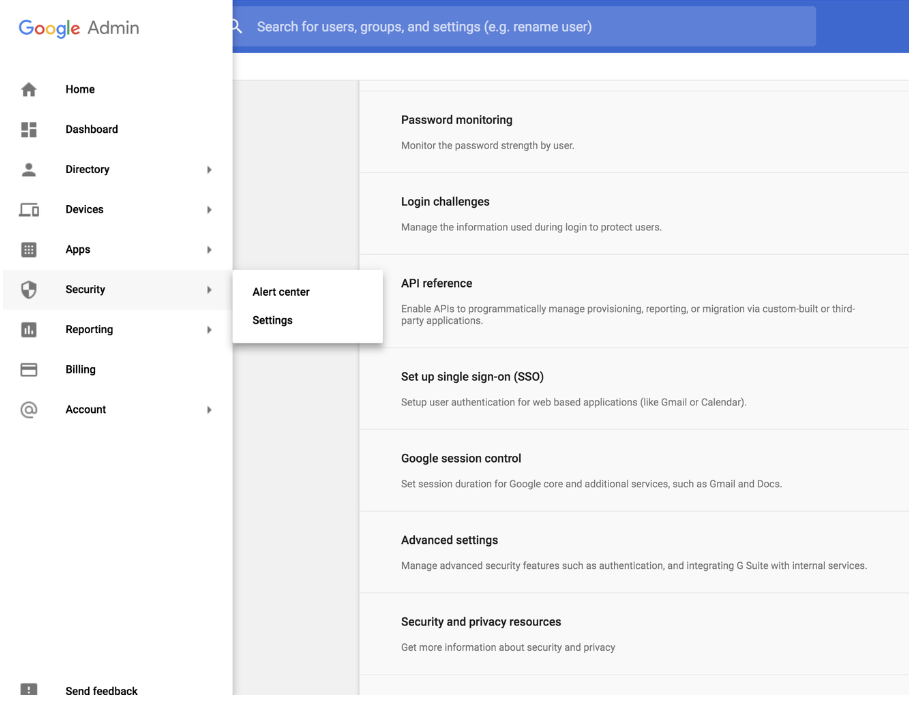 Google Admin
Search for users, groups, and settings (e.g. rename user)
Home
Dashboard
Directory
Devices
Apps
Security
Reporting
Billing
Account
Send feedback
Alert center
Settings
Password monitoring
Monitor the password strength by user.
Login challenges
Manage the information used during login to protect users.
API reference
Enable APIs to programmatically manage provisioning, reporting, or migration via custom-built or third-
party applications.
Set up single sign-on (SSO)
Setup user authentication for web based applications (like Gmail or Calendar).
Google session control
Set session duration for Google core and additional services, such as Gmail and Docs.
Advanced settings
Manage advanced security features such as authentication, and integrating G Suite with internal services.
Security and privacy resources
Get more information about security and privacy